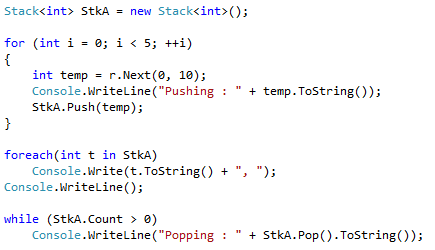 Stack<int> StkA = new Stack<int>();
for (int i = 0; i < 5; ++i)
{
    int temp = r.Next(0, 10);
    Console.WriteLine("Pushing : " + temp.ToString());
    StkA.Push(temp);
}
foreach(int t in StkA)
    Console.Write(t.ToString() + ", ");
Console.WriteLine();
while (StkA.Count > 0)
    Console.WriteLine("Popping : " + StkA.Pop().ToString());